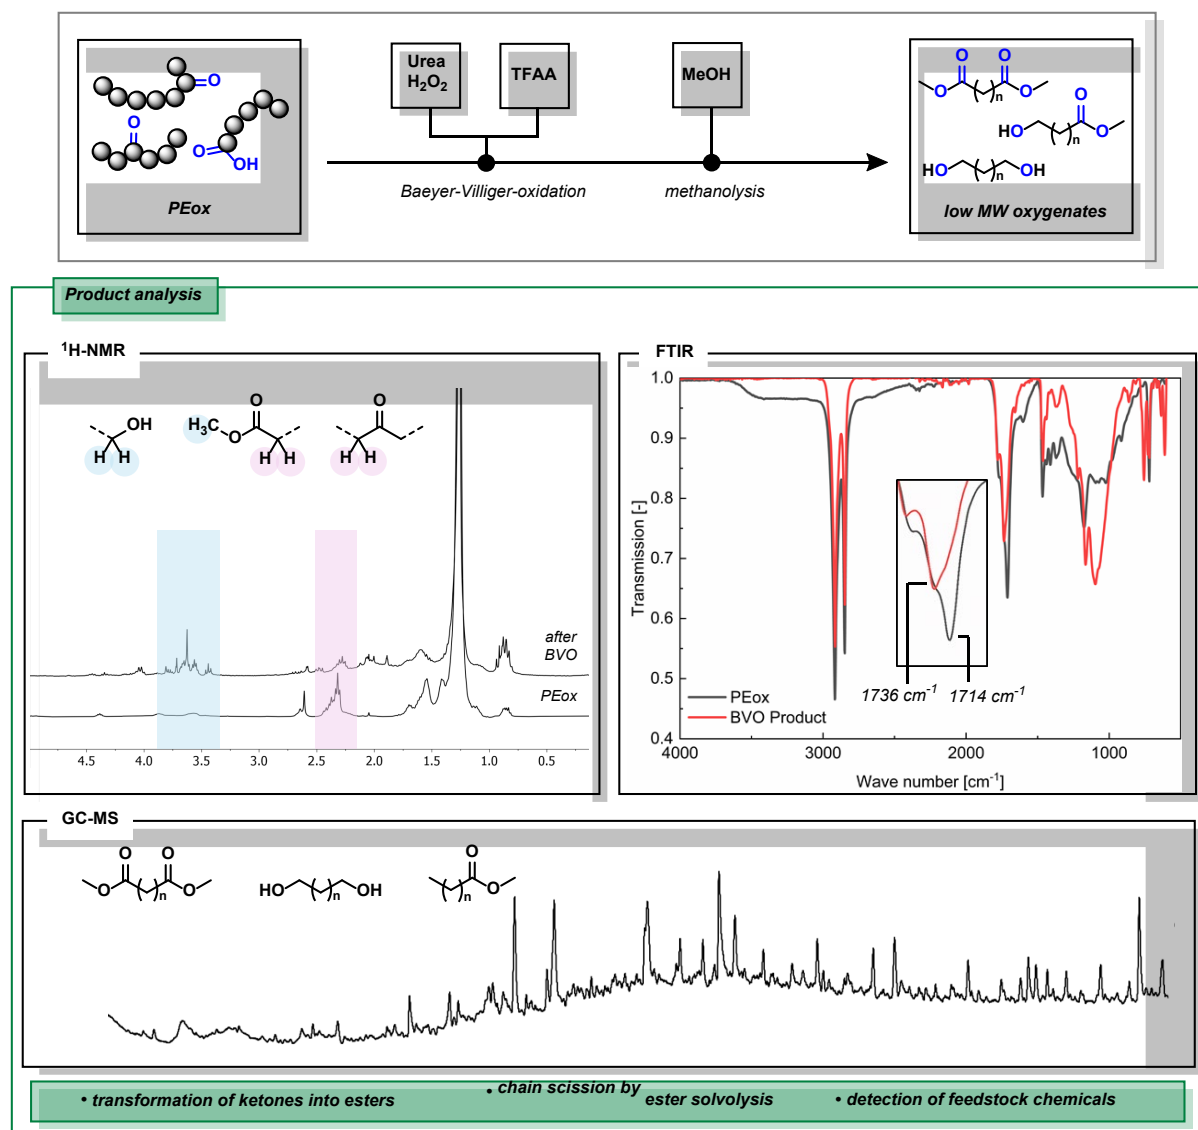 Urea
H₂O₂
TFAA
MeOH
O
O
O
OH
PEox
Baeyer-Villiger-oxidation
methanolysis
O O
O n O
O
HO n O
HO n OH
low MW oxygenates
Product analysis
¹H-NMR
OH
H H
O
H₃C O
H H
O
H H
after
BVO
PEox
4.5 4.0 3.5 3.0 2.5 2.0 1.5 1.0 0.5
FTIR
1.0
0.9
0.8
0.7
0.6
0.5
0.4
Transmission [-]
1736 cm⁻¹ 1714 cm⁻¹
PEox
BVO Product
4000 3000 2000 1000
Wave number [cm⁻¹]
GC-MS
O O
O n O
HO n OH
O
n O
• transformation of ketones into esters
• chain scission by
ester solvolysis
• detection of feedstock chemicals